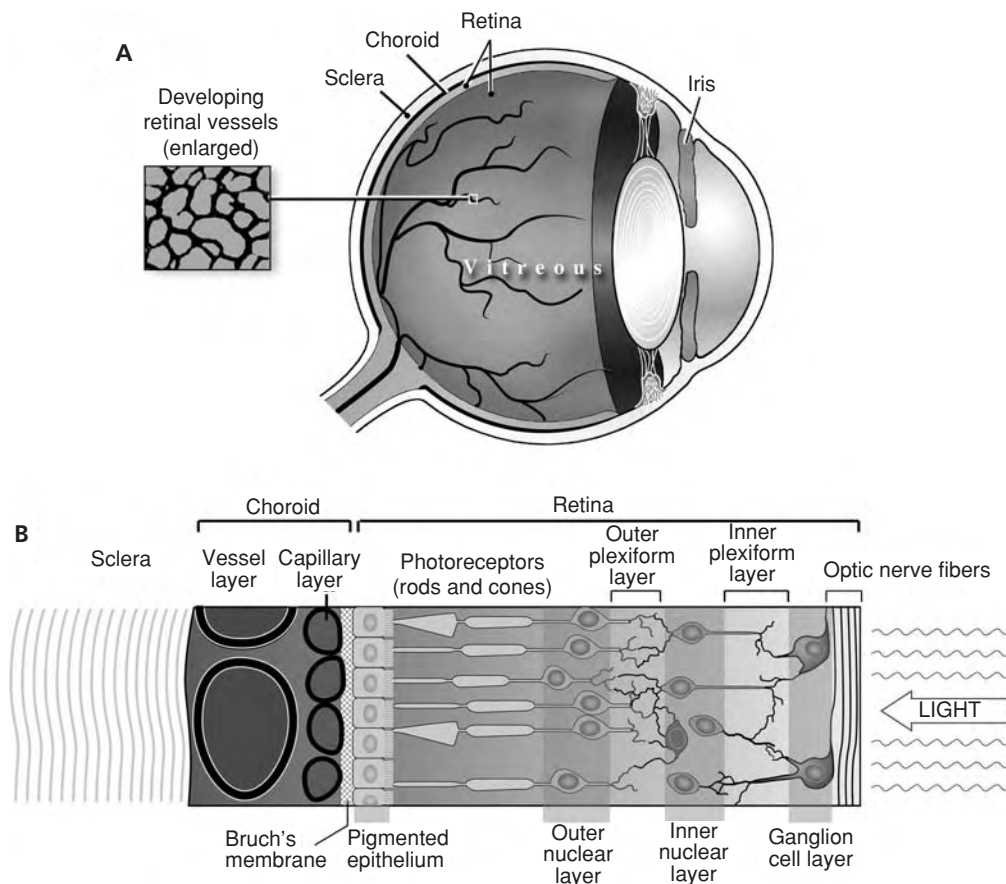 A
Retina
Choroid
Sclera
Iris
Developing
retinal vessels
(enlarged)
Vitreous
B
Choroid
Retina
Sclera
Vessel
layer
Capillary
layer
Photoreceptors
(rods and cones)
Outer
plexiform
layer
Inner
plexiform
layer
Optic nerve fibers
LIGHT
Bruch's
membrane
Pigmented
epithelium
Outer
nuclear
layer
Inner
nuclear
layer
Ganglion
cell layer